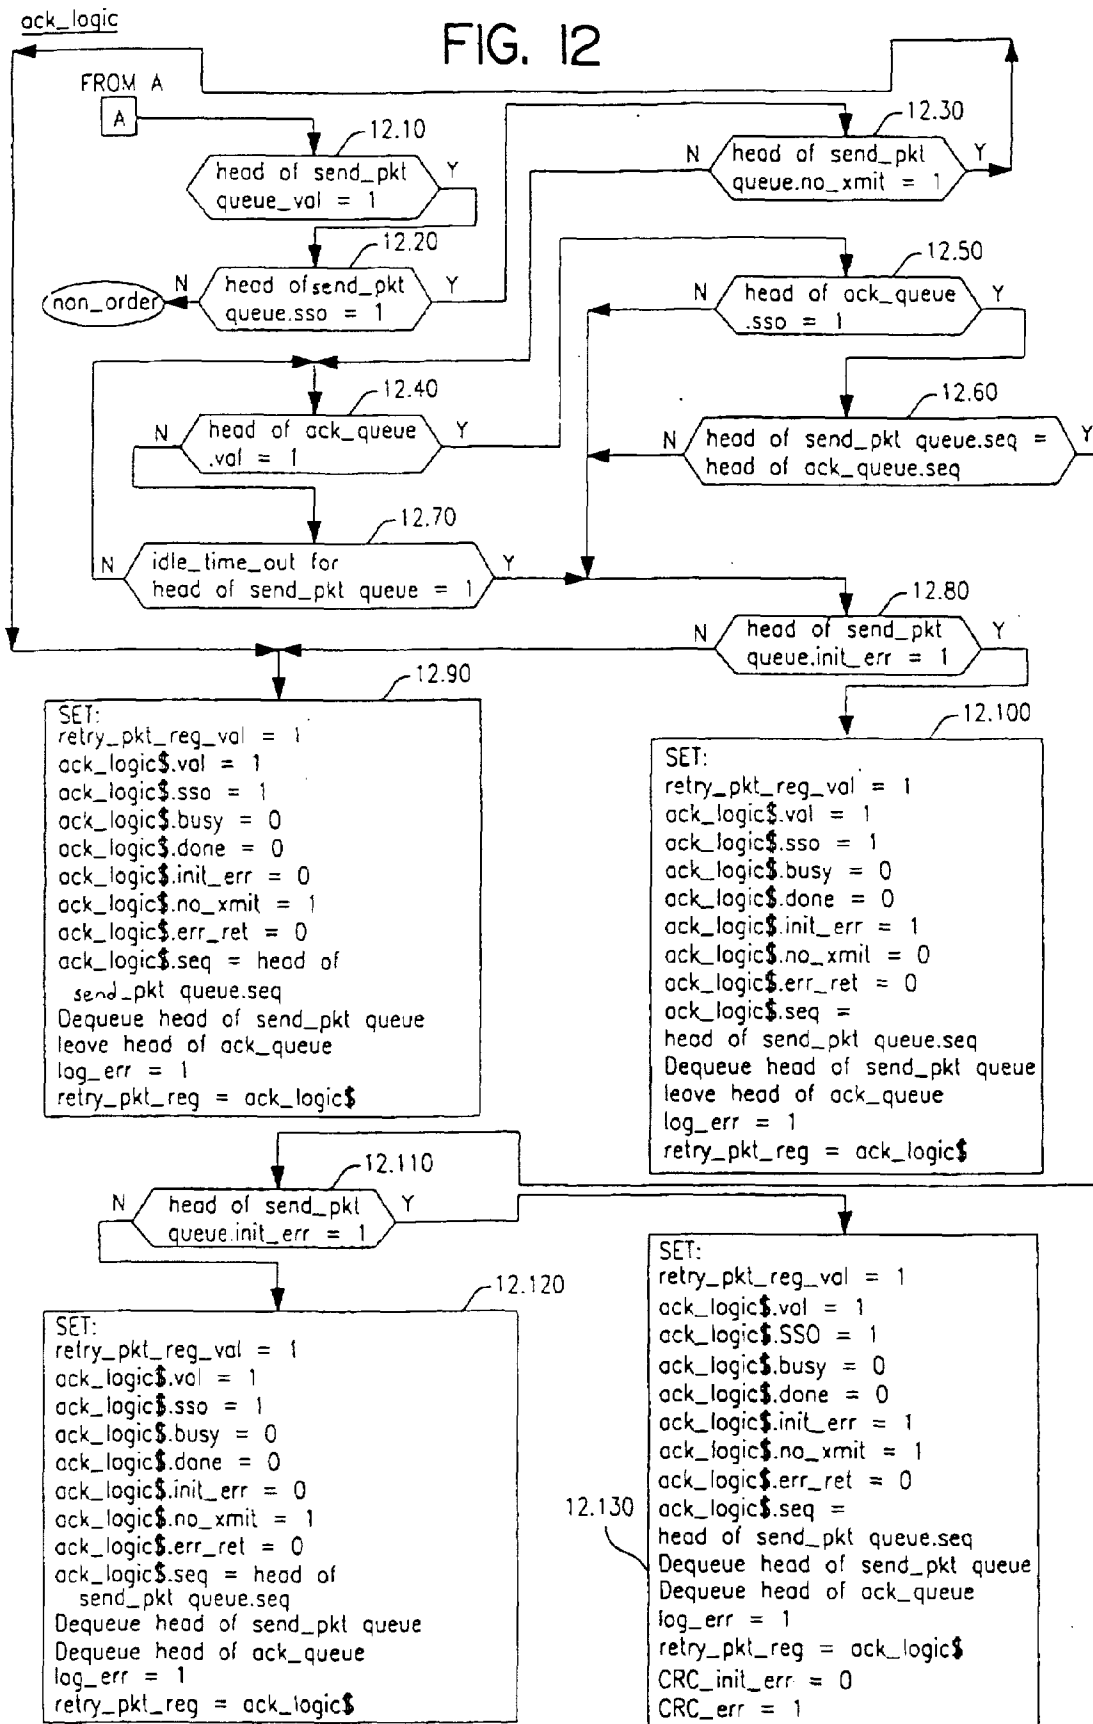 ack_logic
FIG. 12
FROM A
A
12.10
head of send_pkt
queue_val = 1
Y
12.30
N
head of send_pkt
queue.no_xmit = 1
Y
12.20
non_order
N
head of send_pkt
queue.sso = 1
Y
12.50
N
head of ack_queue
.sso = 1
Y
12.40
N
head of ack_queue
.val = 1
Y
12.60
N
head of send_pkt queue.seq =
head of ack_queue.seq
Y
12.70
N
idle_time_out for
head of send_pkt queue = 1
Y
12.80
N
head of send_pkt
queue.init_err = 1
Y
12.90
SET:
retry_pkt_reg_val = 1
ack_logic$.val = 1
ack_logic$.sso = 1
ack_logic$.busy = 0
ack_logic$.done = 0
ack_logic$.init_err = 0
ack_logic$.no_xmit = 1
ack_logic$.err_ret = 0
ack_logic$.seq = head of
send_pkt queue.seq
Dequeue head of send_pkt queue
leave head of ack_queue
log_err = 1
retry_pkt_reg = ack_logic$
12.100
SET:
retry_pkt_reg_val = 1
ack_logic$.val = 1
ack_logic$.sso = 1
ack_logic$.busy = 0
ack_logic$.done = 0
ack_logic$.init_err = 1
ack_logic$.no_xmit = 0
ack_logic$.err_ret = 0
ack_logic$.seq =
head of send_pkt queue.seq
Dequeue head of send_pkt queue
leave head of ack_queue
log_err = 1
retry_pkt_reg = ack_logic$
12.110
N
head of send_pkt
queue.init_err = 1
Y
12.120
SET:
retry_pkt_reg_val = 1
ack_logic$.val = 1
ack_logic$.sso = 1
ack_logic$.busy = 0
ack_logic$.done = 0
ack_logic$.init_err = 0
ack_logic$.no_xmit = 1
ack_logic$.err_ret = 0
ack_logic$.seq = head of
send_pkt queue.seq
Dequeue head of send_pkt queue
Dequeue head of ack_queue
log_err = 1
retry_pkt_reg = ack_logic$
12.130
SET:
retry_pkt_reg_val = 1
ack_logic$.val = 1
ack_logic$.SSO = 1
ack_logic$.busy = 0
ack_logic$.done = 0
ack_logic$.init_err = 1
ack_logic$.no_xmit = 1
ack_logic$.err_ret = 0
ack_logic$.seq =
head of send_pkt queue.seq
Dequeue head of send_pkt queue
Dequeue head of ack_queue
log_err = 1
retry_pkt_reg = ack_logic$
CRC_init_err = 0
CRC_err = 1